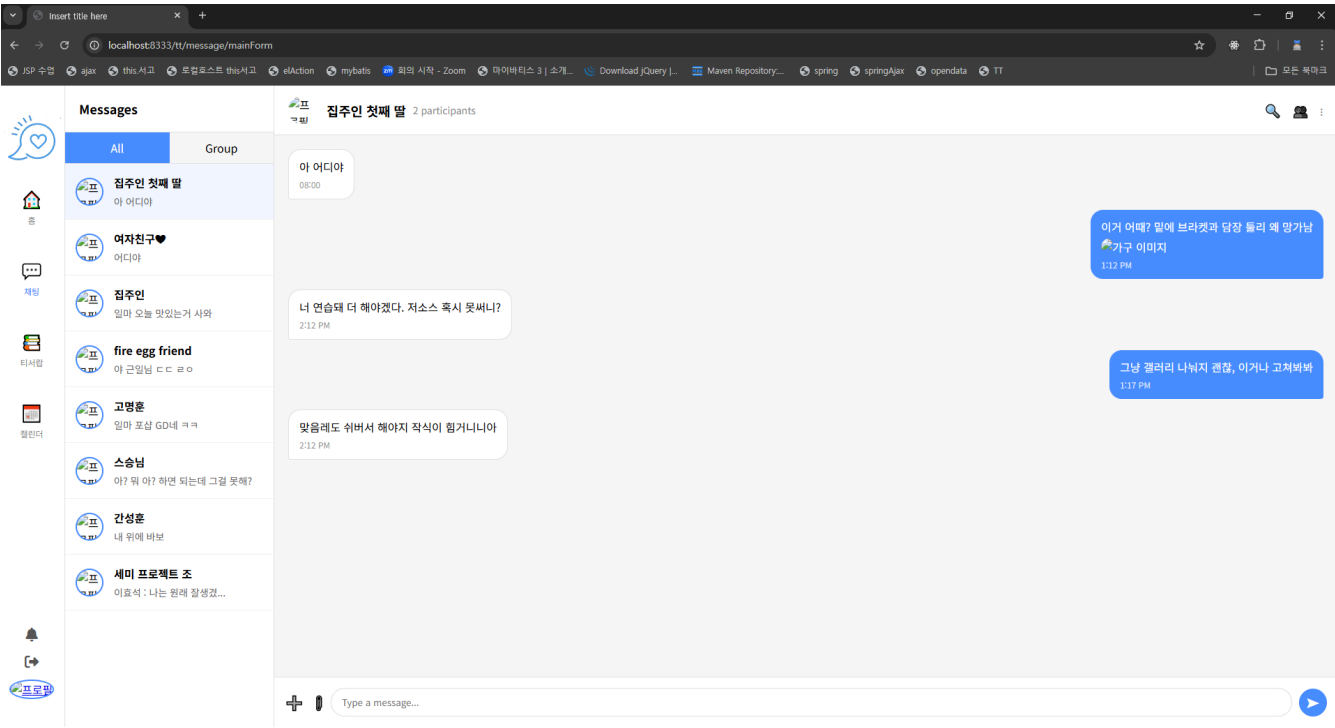 Insert title here
localhost:8333/tt/message/mainForm
JSP 수업
ajax
this.서고
로컬호스트 this서고
elAction
mybatis
zm 회의 시작 - Zoom
마이바티스 3 | 소개...
Download jQuery |...
Maven Repository:...
spring
springAjax
opendata
TT
모든 북마크
홈
채팅
티서랍
캘린더
프로필
Messages
All
Group
집주인 첫째 딸
아 어디야
여자친구🖤
어디야
집주인
일마 오늘 맛있는거 사와
fire egg friend
야 근일님 ㄷㄷ ㄹㅇ
고명훈
일마 포샵 GD네 ㅋㅋ
스승님
아? 뭐 아? 하면 되는데 그걸 못해?
간성훈
내 위에 바보
세미 프로젝트 조
이효석 : 나는 원래 잘생겼...
집주인 첫째 딸 2 participants
아 어디야
08:00
이거 어때? 밑에 브라켓과 담장 둘리 왜 망가남
가구 이미지
1:12 PM
너 연습돼 더 해야겠다. 저소스 혹시 못써니?
2:12 PM
그냥 갤러리 나눠지 괜찮, 이거나 고쳐봐봐
1:17 PM
맞음레도 쉬버서 해야지 작식이 힘거니니아
2:12 PM
Type a message...